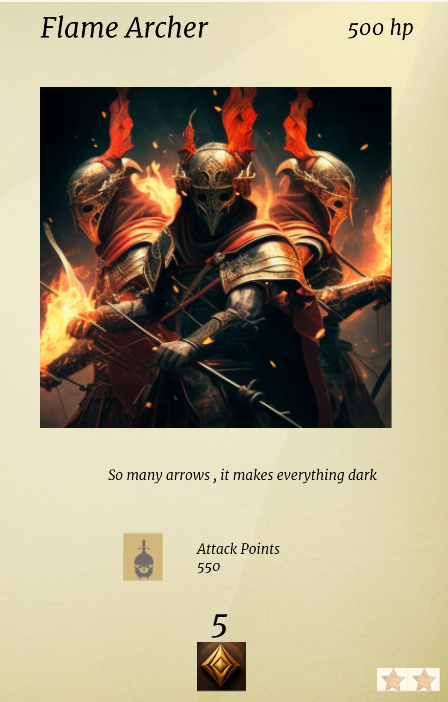 Flame Archer
500 hp
So many arrows , it makes everything dark
Attack Points
550
5